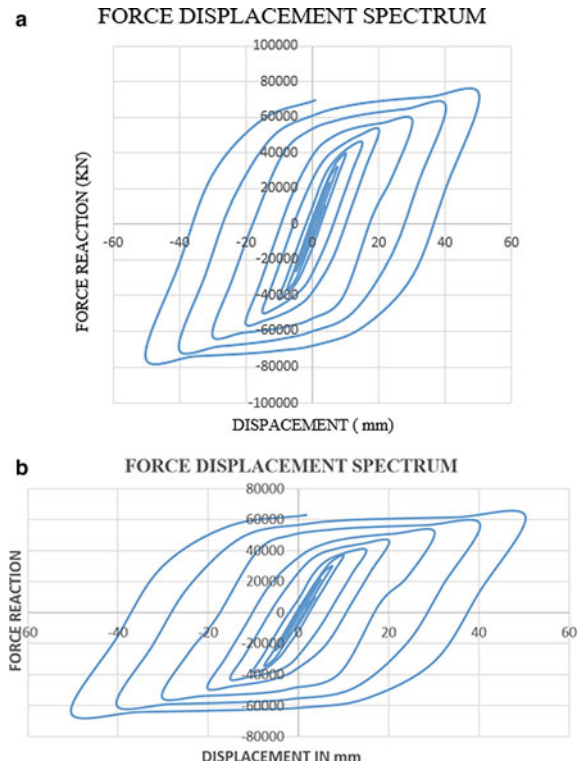 a
FORCE DISPLACEMENT SPECTRUM
100000
80000
60000
40000
20000
0
-60 -40 -20 0 20 40 60
-20000
-40000
-60000
-80000
-100000
FORCE REACTION (KN)
DISPACEMENT ( mm)
b
FORCE DISPLACEMENT SPECTRUM
80000
60000
40000
20000
0
-60 -40 -20 0 20 40 60
-20000
-40000
-60000
-80000
FORCE REACTION
DISPLACEMENT IN mm